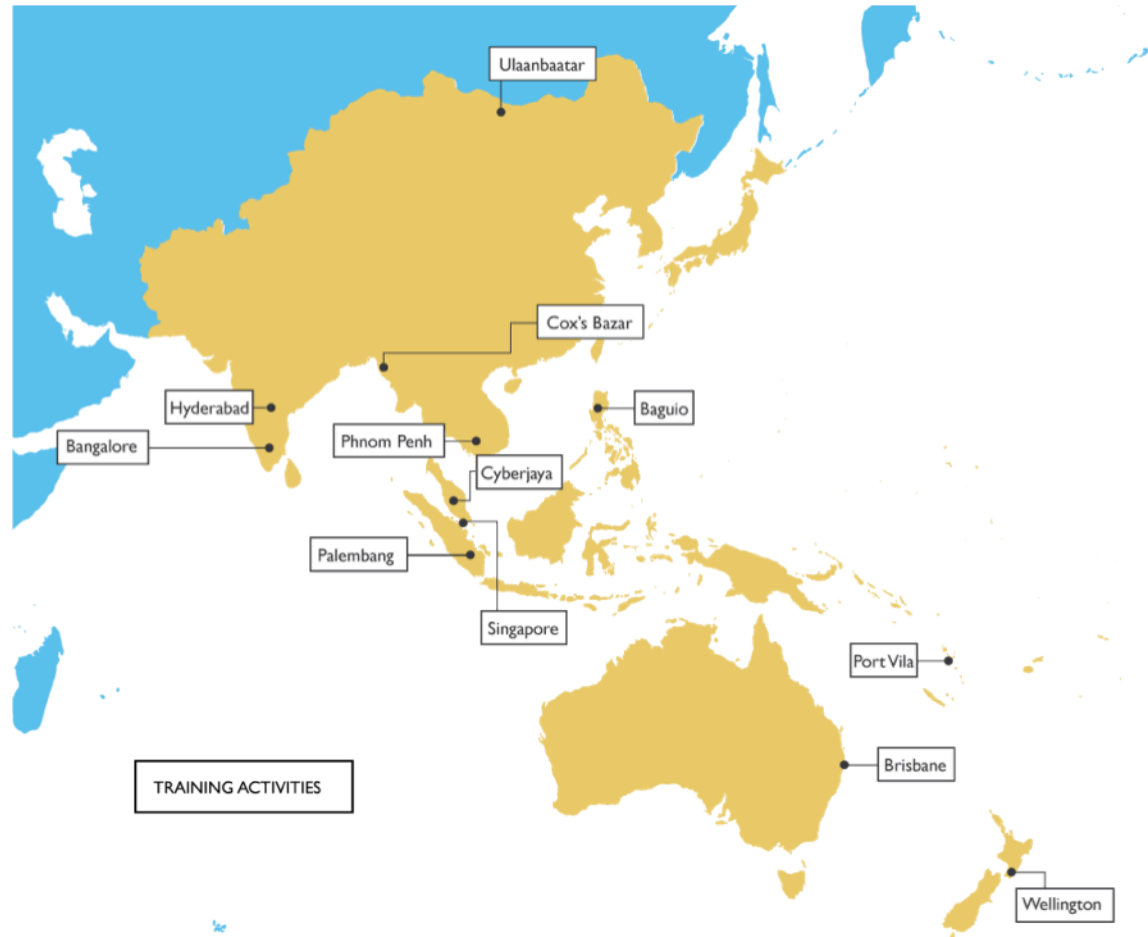 Ulaanbaatar
Cox's Bazar
Hyderabad
Baguio
Phnom Penh
Bangalore
Cyberjaya
Palembang
Singapore
Port Vila
Brisbane
TRAINING ACTIVITIES
Wellington